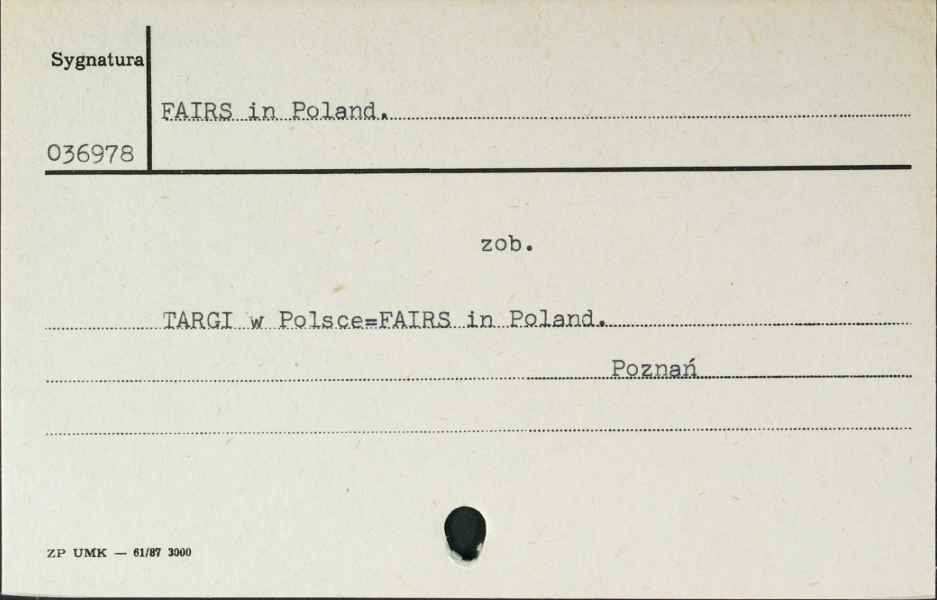 Sygnatura
FAIRS in Poland.
036978
zob.
TARGI w Polsce=FAIRS in Poland.
Poznań
ZP UMK — 61/87 3000